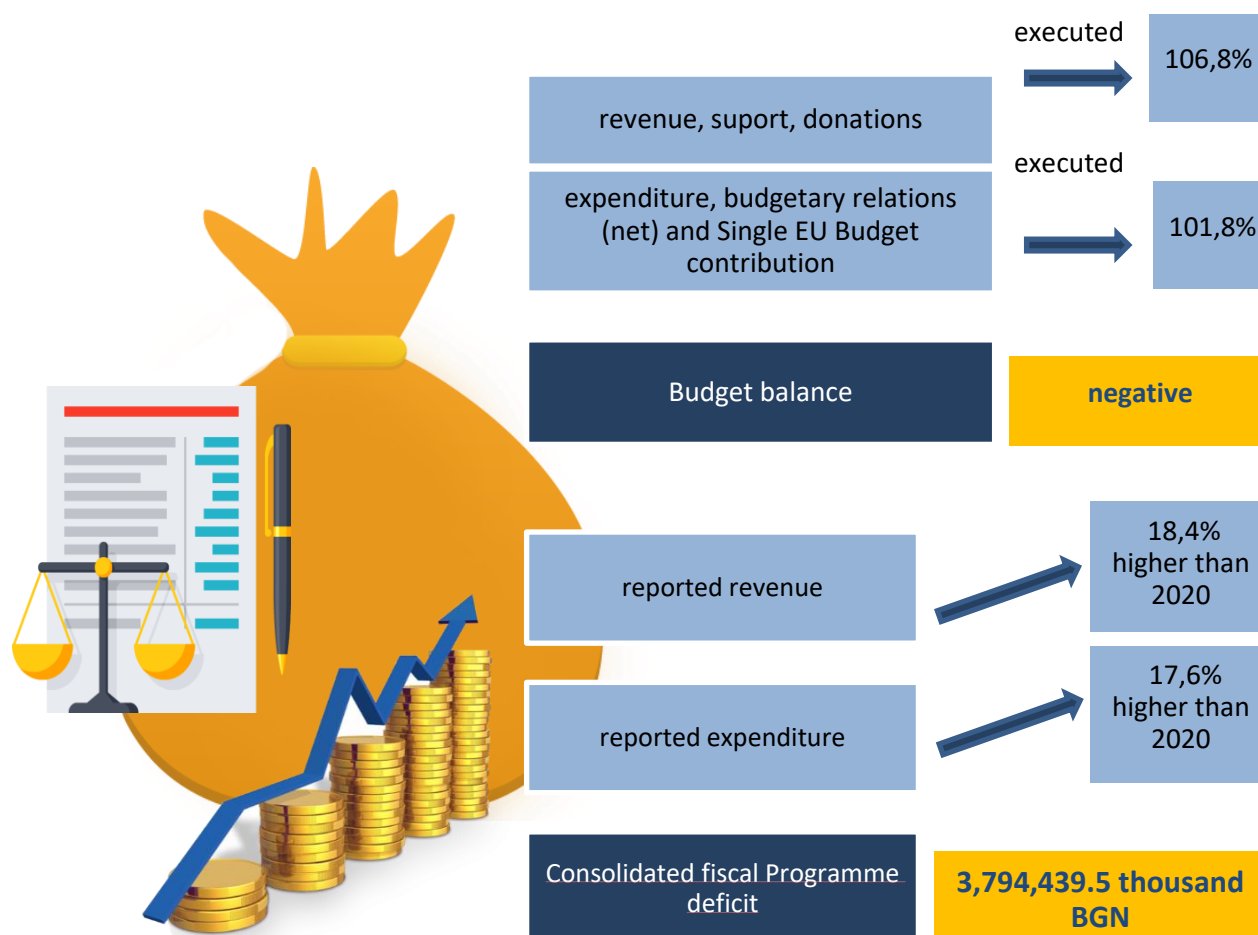 executed
106,8%
revenue, suport, donations
executed
expenditure, budgetary relations
(net) and Single EU Budget
contribution
101,8%
Budget balance
negative
reported revenue
18,4%
higher than
2020
reported expenditure
17,6%
higher than
2020
Consolidated fiscal Programme
deficit
3,794,439.5 thousand
BGN